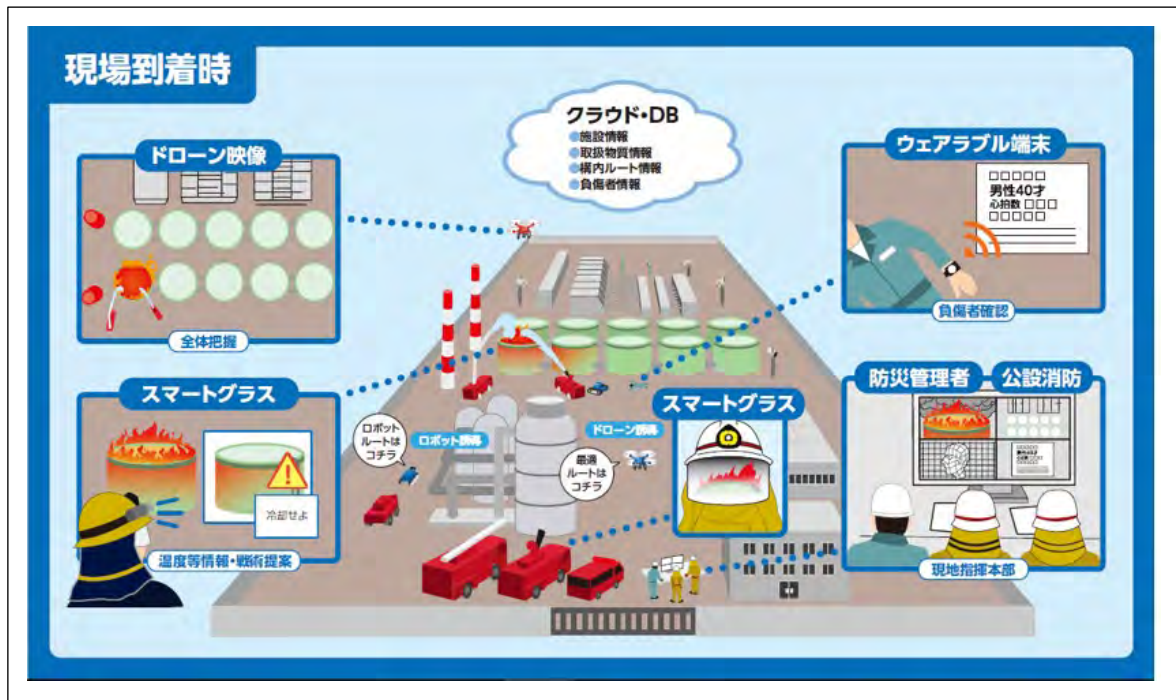 現場到着時
クラウド・DB
施設情報
取扱物質情報
構内ルート情報
負傷者情報
ドローン映像
全体把握
ウェアラブル端末
□□□□□
男性40才
心拍数 □□□
□□□□□
負傷者確認
スマートグラス
冷却せよ
温度等情報・戦術提案
ロボット
ルートは
コチラ
ロボット誘導
ドローン誘導
最適
ルートは
コチラ
スマートグラス
防災管理者
公設消防
現地指揮本部